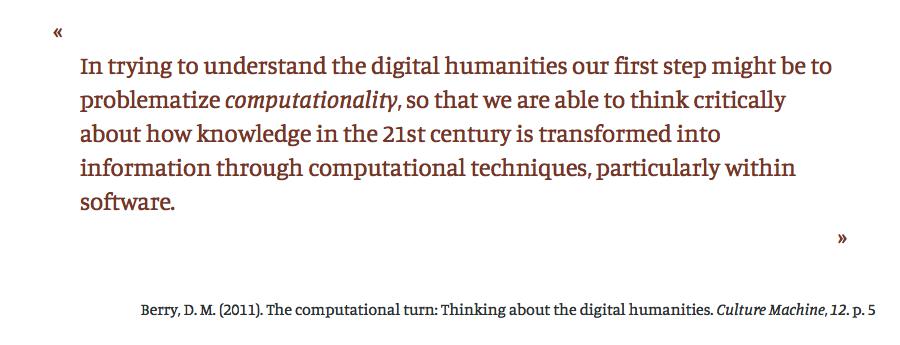 «
In trying to understand the digital humanities our first step might be to
problematize computationality, so that we are able to think critically
about how knowledge in the 21st century is transformed into
information through computational techniques, particularly within
software.
»
Berry, D. M. (2011). The computational turn: Thinking about the digital humanities. Culture Machine, 12. p. 5